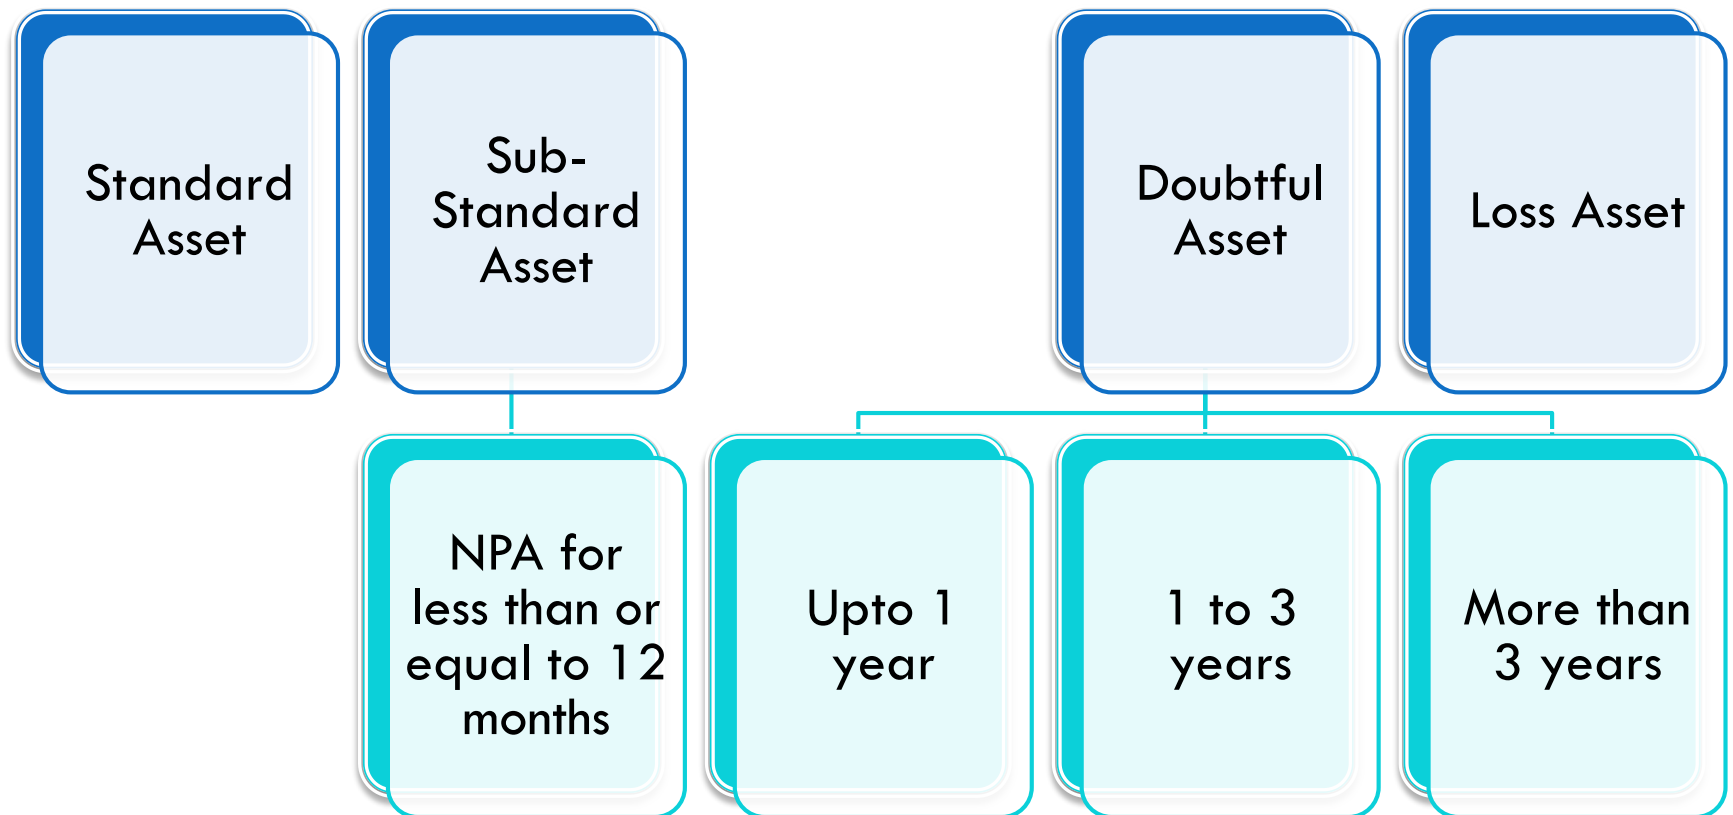 Standard
Asset
Sub-
Standard
Asset
Doubtful
Asset
Loss Asset
NPA for
less than or
equal to 12
months
Upto 1
year
1 to 3
years
More than
3 years